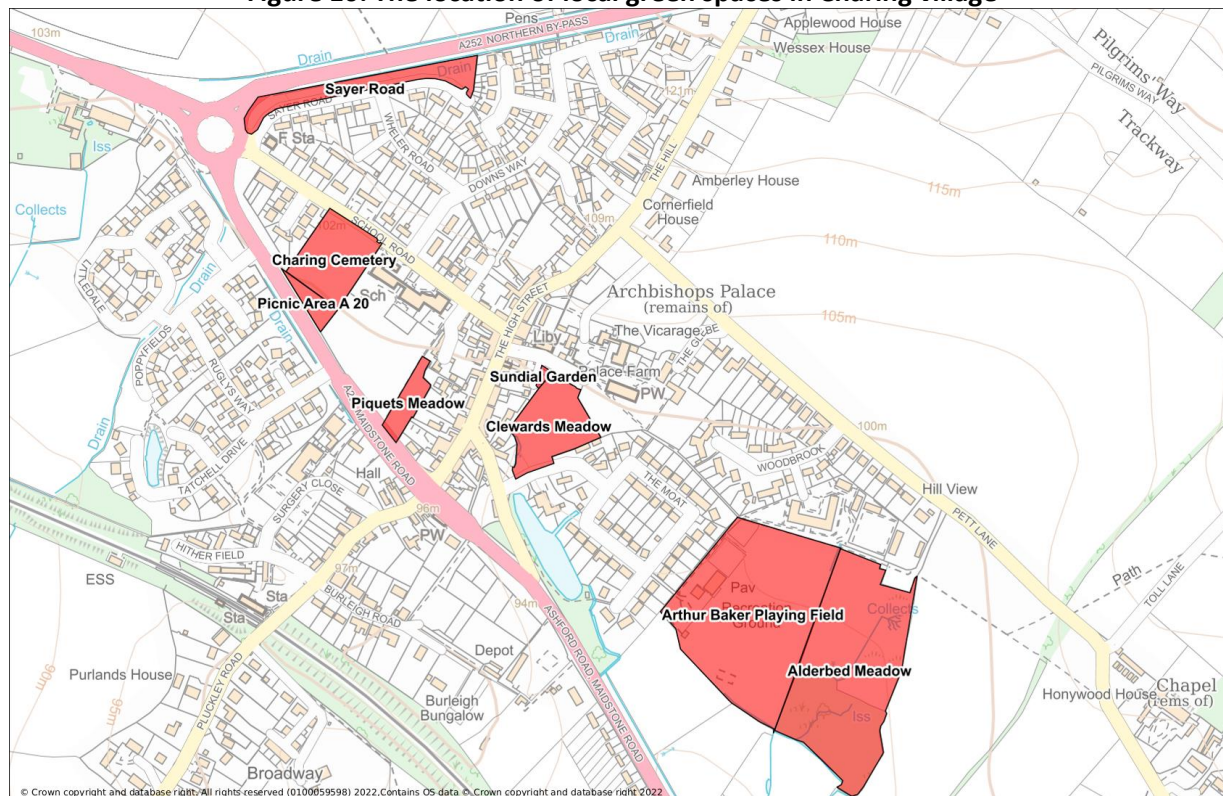 Pens
Applewood House
103m
A252 NORTHERN BY-PASS
Drain
Wessex House
Drain
Drain
Pilgrims Way
PILGRIMS WAY
Sayer Road
SAYER ROAD
121m
Trackway
F Sta
WHELER ROAD
THE HILL
Iss
DOWNS WAY
Amberley House
115m
Collects
Cornerfield
House
102m
SCHOOL ROAD
109m
110m
Charing Cemetery
LITTLEDALE
Drain
Sch
Archbishops Palace
(remains of)
Picnic Area A 20
Drain
THE HIGH STREET
105m
Liby
The Vicarage
THE GLEBE
POPPYFIELDS
Sundial Garden
Palace Farm
PW
RUGLYS WAY
Piquets Meadow
A20 MAIDSTONE ROAD
Clewards Meadow
100m
Drain
TATCHELL DRIVE
WOODBROOK
Hall
THE MOAT
SURGERY CLOSE
Hill View
96m
PETT LANE
PW
HITHER FIELD
97m
ESS
Sta
Path
Pav
TOLL LANE
Sta
BURLEIGH ROAD
94m
Collects
Recreation
Ground
Arthur Baker Playing Field
ASHFORD ROAD, MAIDSTONE ROAD
90m
PLUCKLEY ROAD
Depot
Purlands House
Alderbed Meadow
95m
Burleigh
Bungalow
Honywood House
Chapel
(rems of)
Iss
Broadway
© Crown copyright and database right. All rights reserved (0100059598) 2022,Contains OS data © Crown copyright and database right 2022